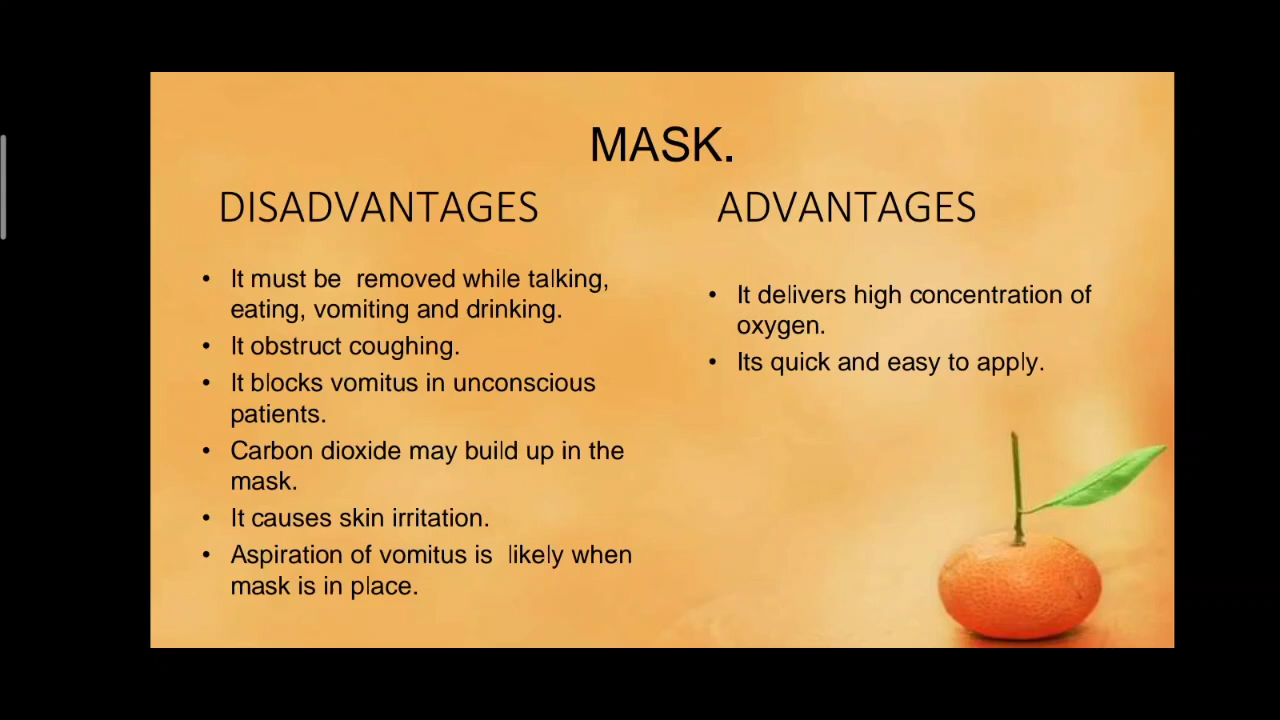 MASK.
DISADVANTAGES
• It must be  removed while talking,
eating, vomiting and drinking.
• It obstruct coughing.
• It blocks vomitus in unconscious
patients.
• Carbon dioxide may build up in the
mask.
• It causes skin irritation.
• Aspiration of vomitus is  likely when
mask is in place.
ADVANTAGES
• It delivers high concentration of
oxygen.
• Its quick and easy to apply.